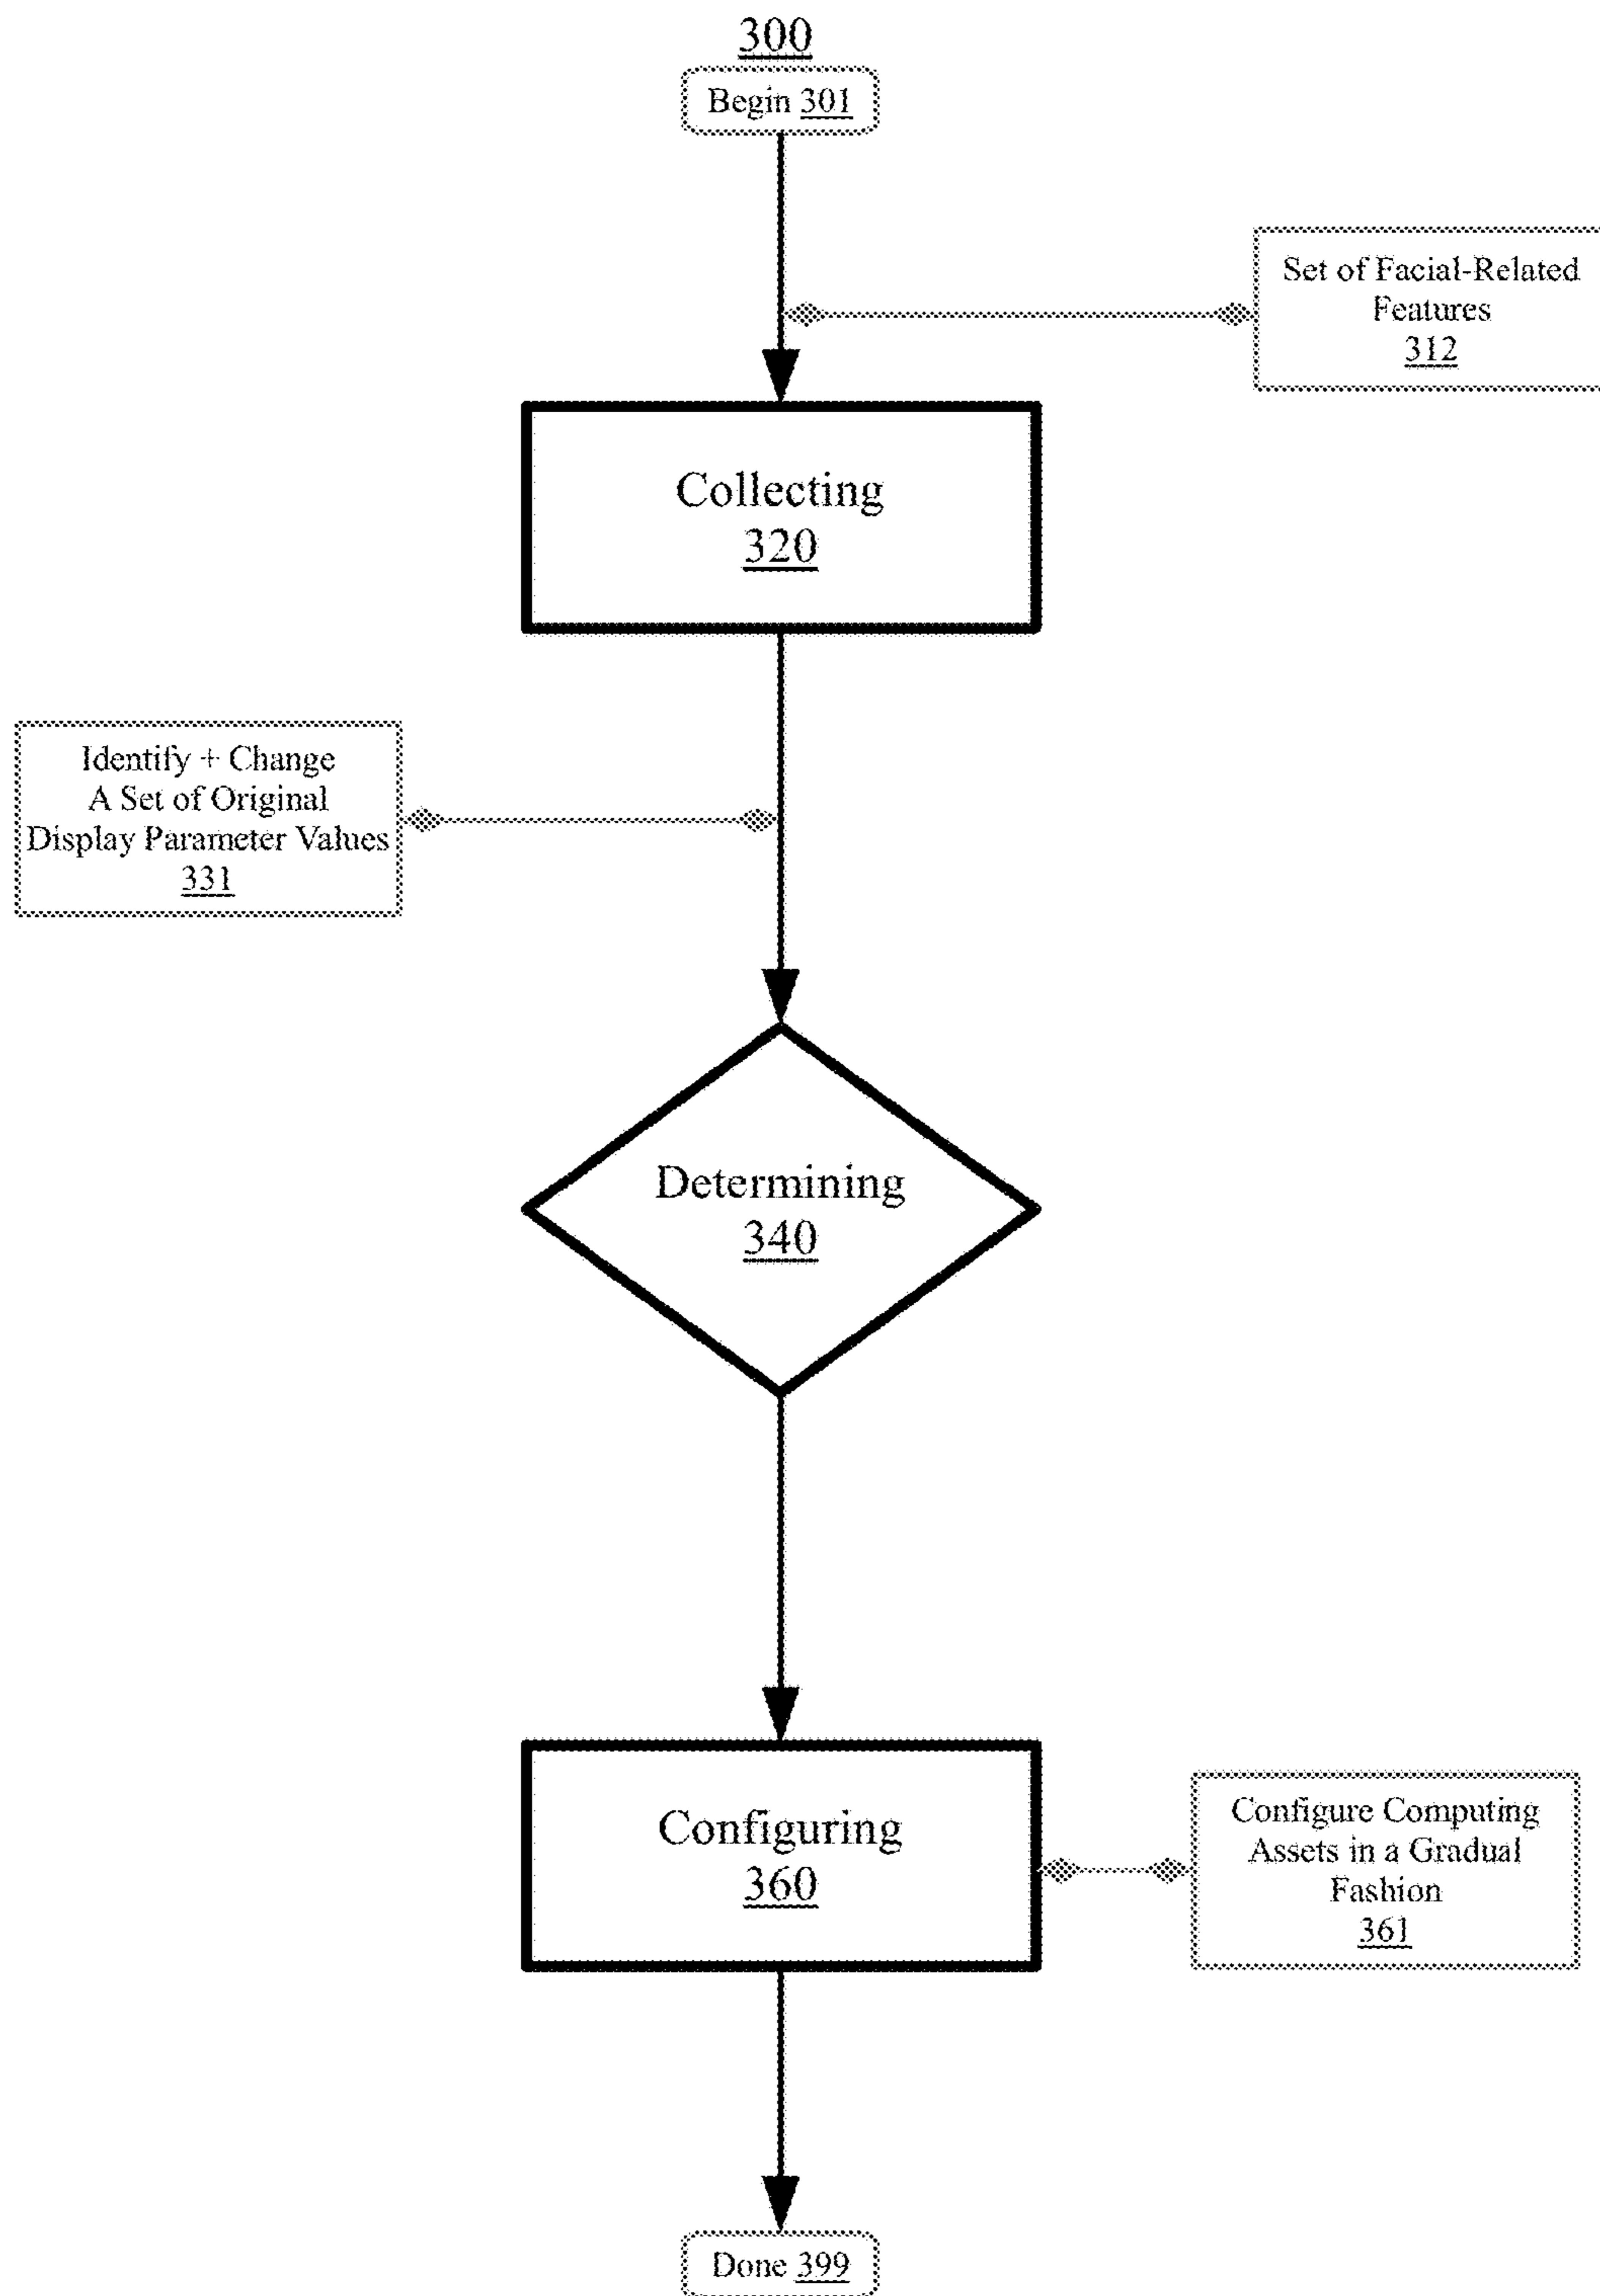 300
Begin 301
Set of Facial-Related
Features
312
Collecting
320
Identify + Change
A Set of Original
Display Parameter Values
331
Determining
340
Configuring
360
Configure Computing
Assets in a Gradual
Fashion
361
Done 399